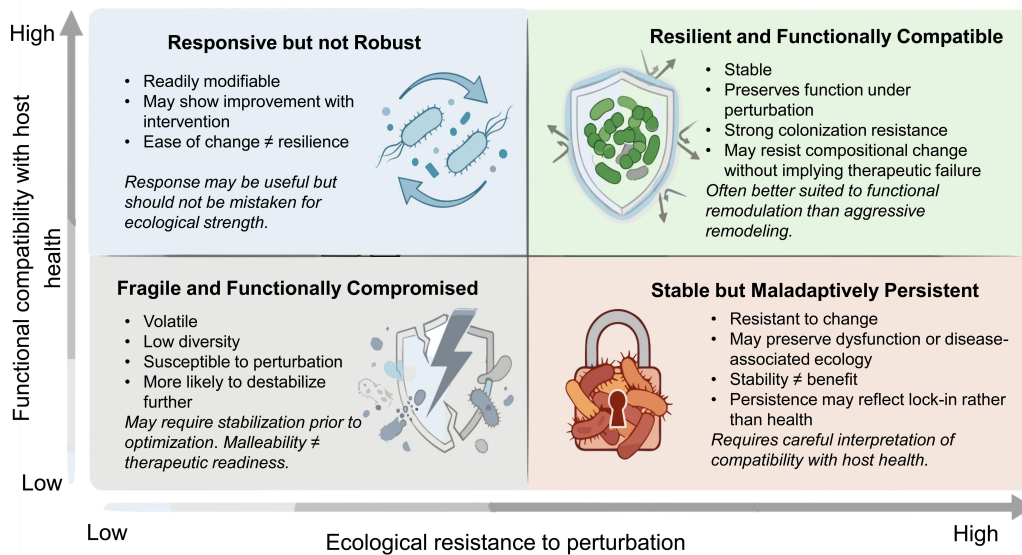 High
Functional compatibility with host
health
Low
Responsive but not Robust
• Readily modifiable
• May show improvement with
intervention
• Ease of change ≠ resilience
Response may be useful but
should not be mistaken for
ecological strength.
Resilient and Functionally Compatible
• Stable
• Preserves function under
perturbation
• Strong colonization resistance
• May resist compositional change
without implying therapeutic failure
Often better suited to functional
remodulation than aggressive
remodeling.
Fragile and Functionally Compromised
• Volatile
• Low diversity
• Susceptible to perturbation
• More likely to destabilize
further
May require stabilization prior to
optimization. Malleability ≠
therapeutic readiness.
Stable but Maladaptively Persistent
• Resistant to change
• May preserve dysfunction or disease-
associated ecology
• Stability ≠ benefit
• Persistence may reflect lock-in rather
than health
Requires careful interpretation of
compatibility with host health.
Low
Ecological resistance to perturbation
High